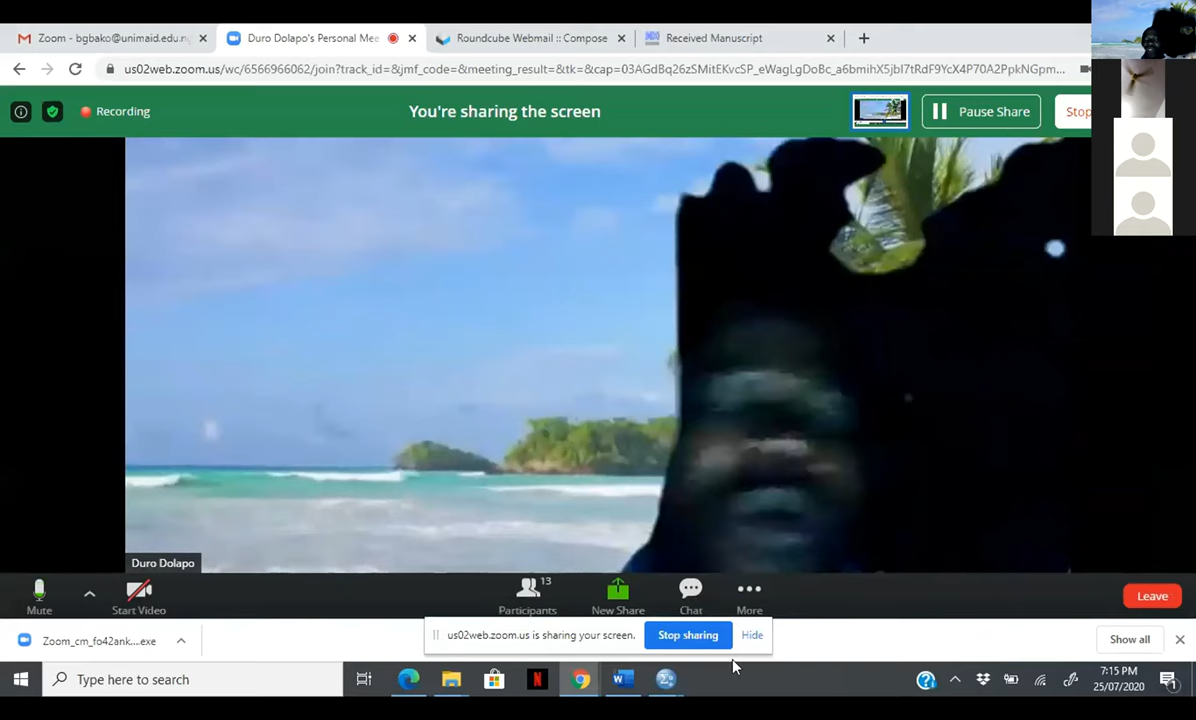 Zoom - bgbako@unimaid.edu.n
Duro Dolapo's Personal Mee
Roundcube Webmail :: Compose
Received Manuscript
us02web.zoom.us/wc/6566966062/join?track_id=&jmf_code=&meeting_result=&tk=&cap=03AGdBq26zSMitEKvcSP_eWagLgDoBc_a6bmihX5jbI7tRdF9YcX4P70A2PpkNGpm...
Recording
You're sharing the screen
Pause Share
Stop
Duro Dolapo
13
Mute
Start Video
Participants
New Share
Chat
More
Leave
Zoom_cm_fo42ank....exe
us02web.zoom.us is sharing your screen.
Stop sharing
Hide
Show all
Type here to search
7:15 PM
25/07/2020
1